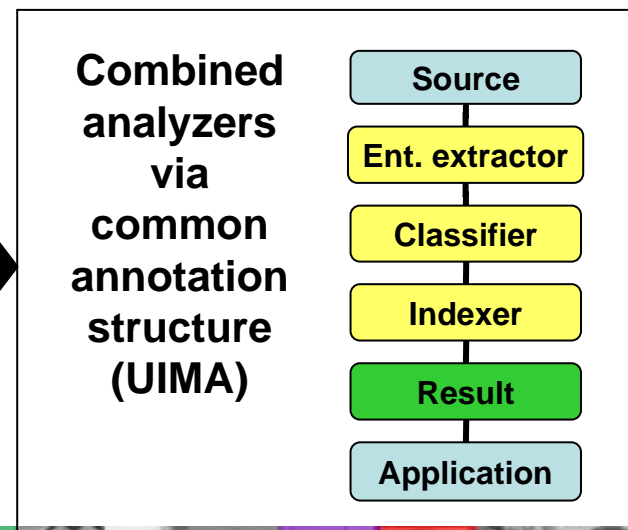 Combined
analyzers
via
common
annotation
structure
(UIMA)
Source
Ent. extractor
Classifier
Indexer
Result
Application